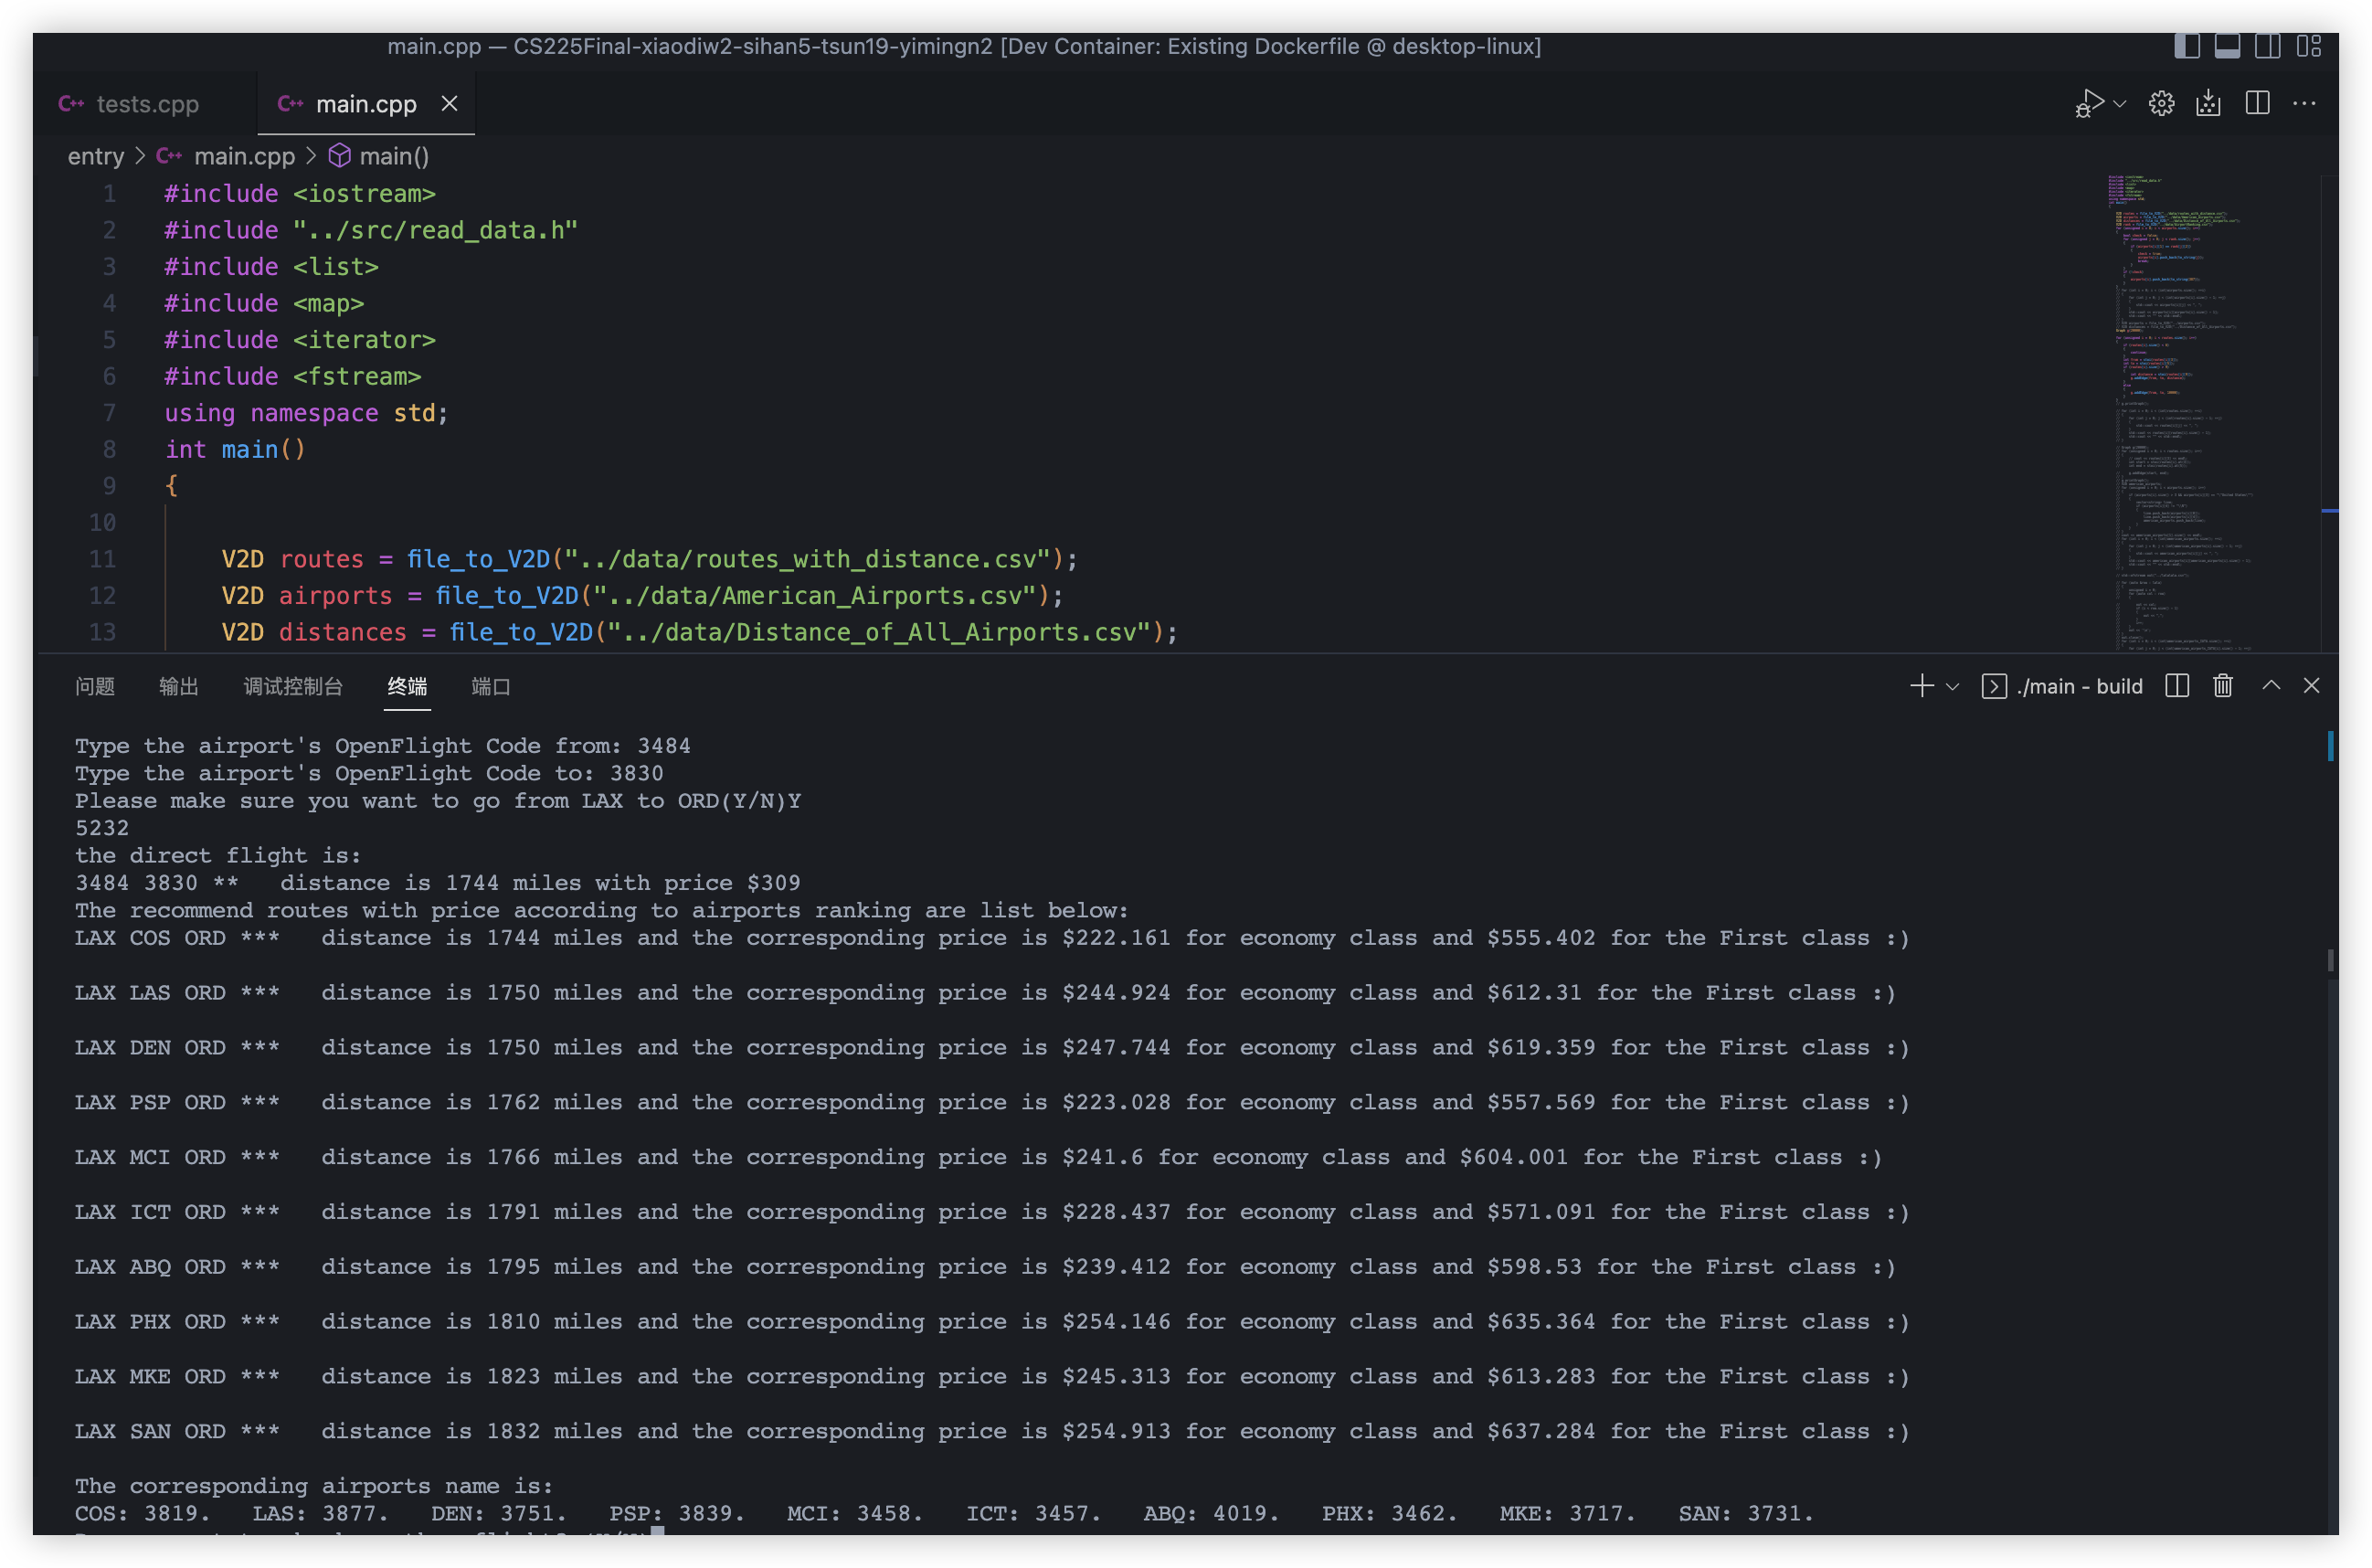 main.cpp — CS225Final-xiaodiw2-sihan5-tsun19-yimingn2 [Dev Container: Existing Dockerfile @ desktop-linux]
C++ tests.cpp C++ main.cpp
entry > C++ main.cpp > main()
1 #include <iostream>
2 #include "../src/read_data.h"
3 #include <list>
4 #include <map>
5 #include <iterator>
6 #include <fstream>
7 using namespace std;
8 int main()
9 {
10
11 V2D routes = file_to_V2D("../data/routes_with_distance.csv");
12 V2D airports = file_to_V2D("../data/American_Airports.csv");
13 V2D distances = file_to_V2D("../data/Distance_of_All_Airports.csv");
问题 输出 调试控制台 终端 端口 ./main - build
Type the airport's OpenFlight Code from: 3484
Type the airport's OpenFlight Code to: 3830
Please make sure you want to go from LAX to ORD(Y/N)Y
5232
the direct flight is:
3484 3830 ** distance is 1744 miles with price $309
The recommend routes with price according to airports ranking are list below:
LAX COS ORD *** distance is 1744 miles and the corresponding price is $222.161 for economy class and $555.402 for the First class :)
LAX LAS ORD *** distance is 1750 miles and the corresponding price is $244.924 for economy class and $612.31 for the First class :)
LAX DEN ORD *** distance is 1750 miles and the corresponding price is $247.744 for economy class and $619.359 for the First class :)
LAX PSP ORD *** distance is 1762 miles and the corresponding price is $223.028 for economy class and $557.569 for the First class :)
LAX MCI ORD *** distance is 1766 miles and the corresponding price is $241.6 for economy class and $604.001 for the First class :)
LAX ICT ORD *** distance is 1791 miles and the corresponding price is $228.437 for economy class and $571.091 for the First class :)
LAX ABQ ORD *** distance is 1795 miles and the corresponding price is $239.412 for economy class and $598.53 for the First class :)
LAX PHX ORD *** distance is 1810 miles and the corresponding price is $254.146 for economy class and $635.364 for the First class :)
LAX MKE ORD *** distance is 1823 miles and the corresponding price is $245.313 for economy class and $613.283 for the First class :)
LAX SAN ORD *** distance is 1832 miles and the corresponding price is $254.913 for economy class and $637.284 for the First class :)
The corresponding airports name is:
COS: 3819. LAS: 3877. DEN: 3751. PSP: 3839. MCI: 3458. ICT: 3457. ABQ: 4019. PHX: 3462. MKE: 3717. SAN: 3731.